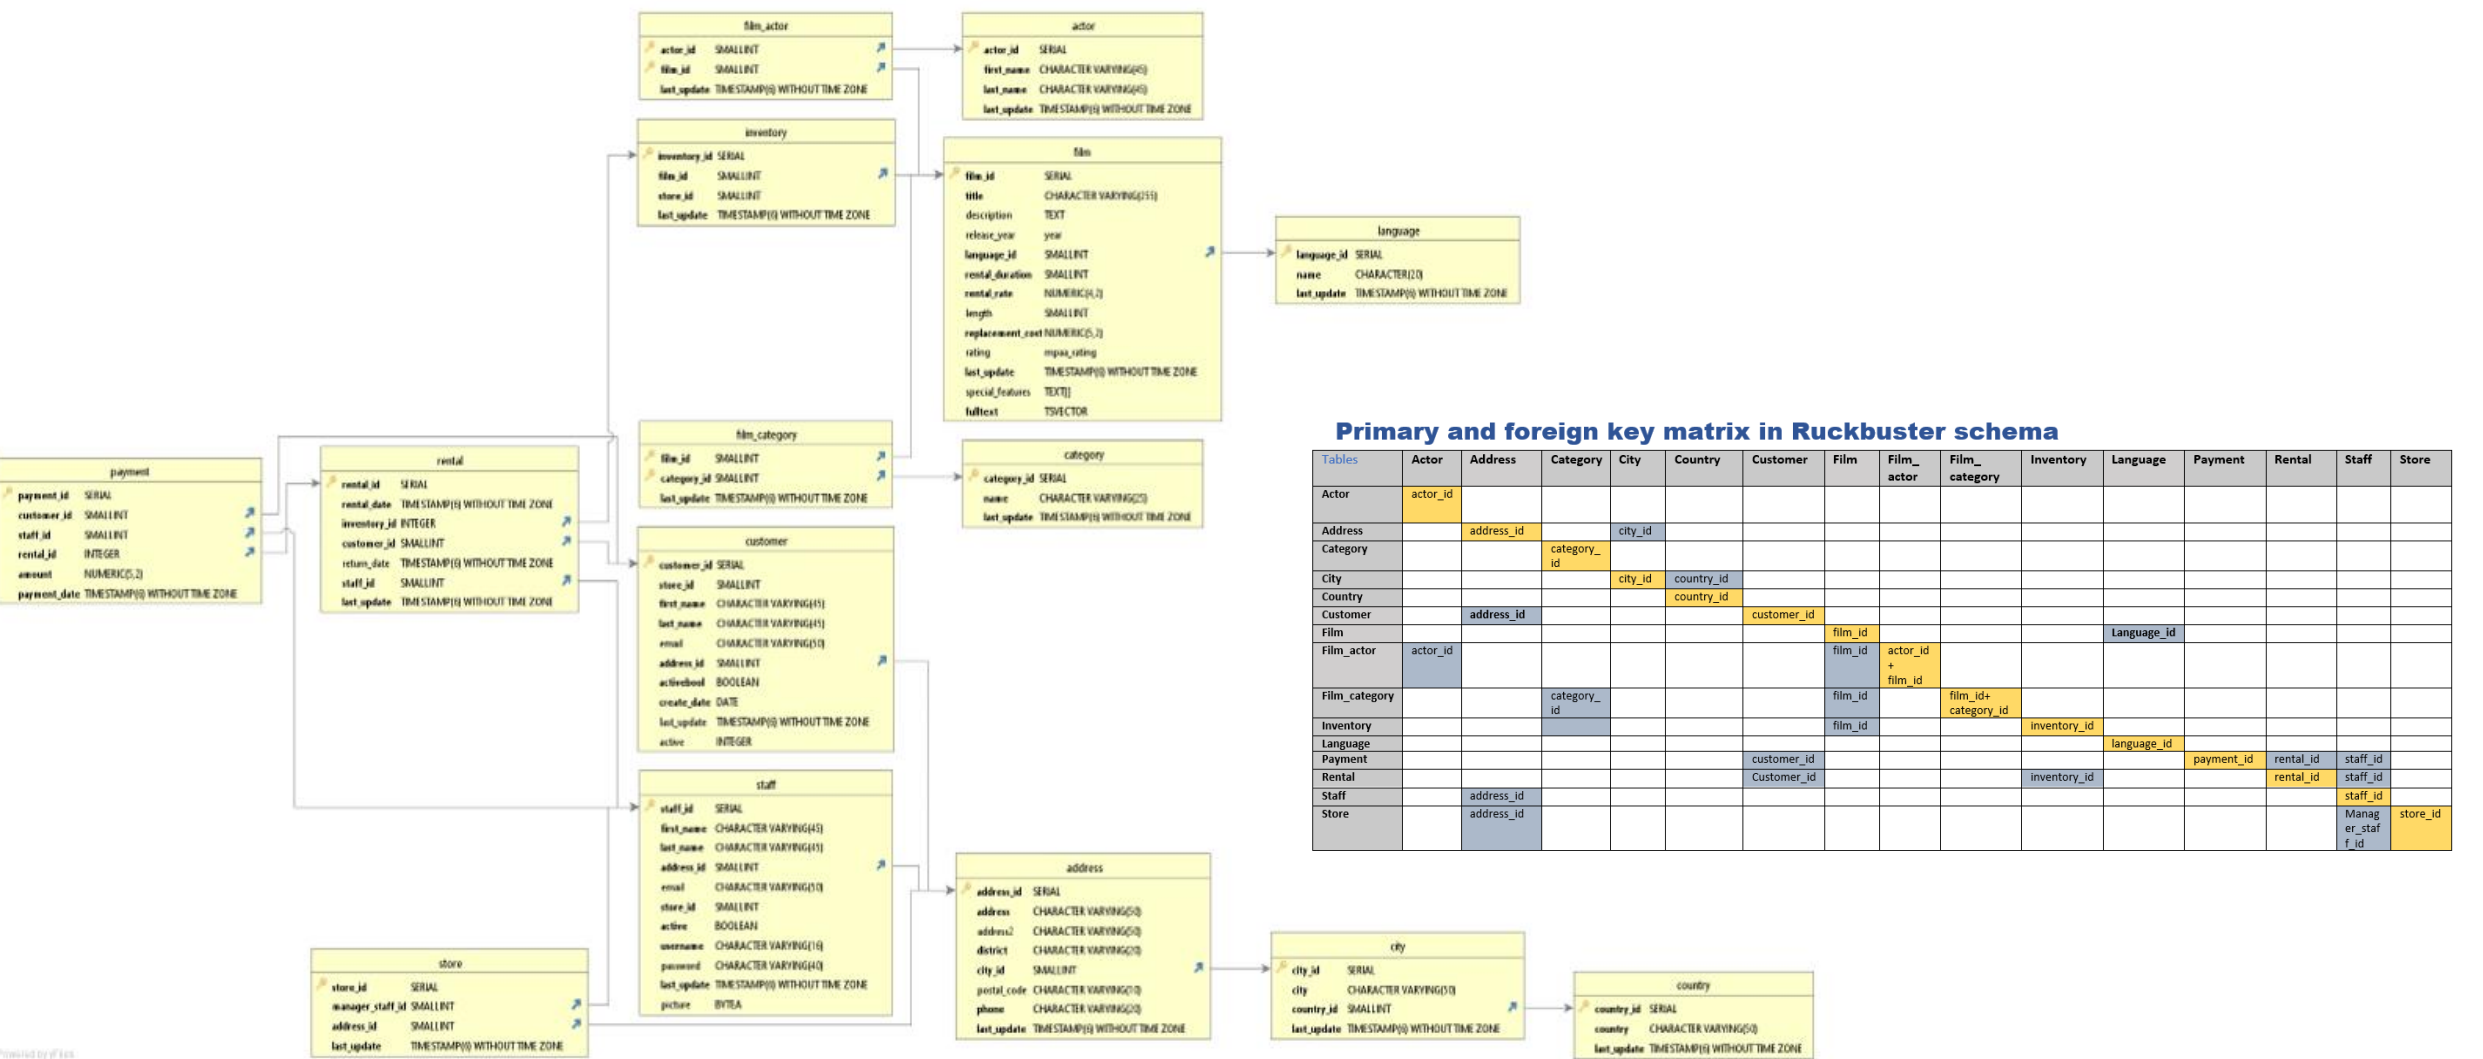 film_actor
actor_id SMALLINT
film_id SMALLINT
last_update TIMESTAMP(6) WITHOUT TIME ZONE
actor
actor_id SERIAL
first_name CHARACTER VARYING(45)
last_name CHARACTER VARYING(45)
last_update TIMESTAMP(6) WITHOUT TIME ZONE
inventory
inventory_id SERIAL
film_id SMALLINT
store_id SMALLINT
last_update TIMESTAMP(6) WITHOUT TIME ZONE
film
film_id SERIAL
title CHARACTER VARYING(255)
description TEXT
release_year year
language_id SMALLINT
rental_duration SMALLINT
rental_rate NUMERIC(4,2)
length SMALLINT
replacement_cost NUMERIC(5,2)
rating mpaa_rating
last_update TIMESTAMP(6) WITHOUT TIME ZONE
special_features TEXT[]
fulltext TSVECTOR
language
language_id SERIAL
name CHARACTER(20)
last_update TIMESTAMP(6) WITHOUT TIME ZONE
payment
payment_id SERIAL
customer_id SMALLINT
staff_id SMALLINT
rental_id INTEGER
amount NUMERIC(5,2)
payment_date TIMESTAMP(6) WITHOUT TIME ZONE
rental
rental_id SERIAL
rental_date TIMESTAMP(6) WITHOUT TIME ZONE
inventory_id INTEGER
customer_id SMALLINT
return_date TIMESTAMP(6) WITHOUT TIME ZONE
staff_id SMALLINT
last_update TIMESTAMP(6) WITHOUT TIME ZONE
film_category
film_id SMALLINT
category_id SMALLINT
last_update TIMESTAMP(6) WITHOUT TIME ZONE
category
category_id SERIAL
name CHARACTER VARYING(25)
last_update TIMESTAMP(6) WITHOUT TIME ZONE
customer
customer_id SERIAL
store_id SMALLINT
first_name CHARACTER VARYING(45)
last_name CHARACTER VARYING(45)
email CHARACTER VARYING(50)
address_id SMALLINT
activebool BOOLEAN
create_date DATE
last_update TIMESTAMP(6) WITHOUT TIME ZONE
active INTEGER
staff
staff_id SERIAL
first_name CHARACTER VARYING(45)
last_name CHARACTER VARYING(45)
address_id SMALLINT
email CHARACTER VARYING(50)
store_id SMALLINT
active BOOLEAN
username CHARACTER VARYING(16)
password CHARACTER VARYING(40)
last_update TIMESTAMP(6) WITHOUT TIME ZONE
picture BYTEA
store
store_id SERIAL
manager_staff_id SMALLINT
address_id SMALLINT
last_update TIMESTAMP(6) WITHOUT TIME ZONE
address
address_id SERIAL
address CHARACTER VARYING(50)
address2 CHARACTER VARYING(50)
district CHARACTER VARYING(20)
city_id SMALLINT
postal_code CHARACTER VARYING(10)
phone CHARACTER VARYING(20)
last_update TIMESTAMP(6) WITHOUT TIME ZONE
city
city_id SERIAL
city CHARACTER VARYING(50)
country_id SMALLINT
last_update TIMESTAMP(6) WITHOUT TIME ZONE
country
country_id SERIAL
country CHARACTER VARYING(50)
last_update TIMESTAMP(6) WITHOUT TIME ZONE
Powered by yFiles
Primary and foreign key matrix in Ruckbuster schema
Tables Actor Address Category City Country Customer Film Film_ Film_ Inventory Language Payment Rental Staff Store
actor category
Actor actor_id
Address address_id city_id
Category category_
id
City city_id country_id
Country country_id
Customer address_id customer_id
Film film_id Language_id
Film_actor actor_id film_id actor_id
+
film_id
Film_category category_ film_id film_id+
id category_id
Inventory film_id inventory_id
Language language_id
Payment customer_id payment_id rental_id staff_id
Rental Customer_id inventory_id rental_id staff_id
Staff address_id staff_id
Store address_id Manag store_id
er_staf
f_id